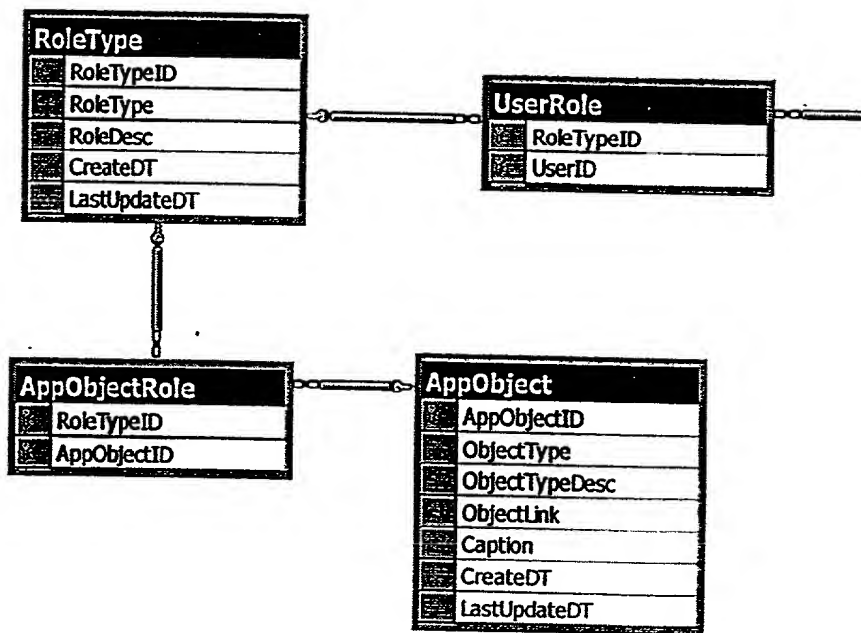 RoleType
RoleTypeID
RoleType
RoleDesc
CreateDT
LastUpdateDT
UserRole
RoleTypeID
UserID
AppObjectRole
RoleTypeID
AppObjectID
AppObject
AppObjectID
ObjectType
ObjectTypeDesc
ObjectLink
Caption
CreateDT
LastUpdateDT